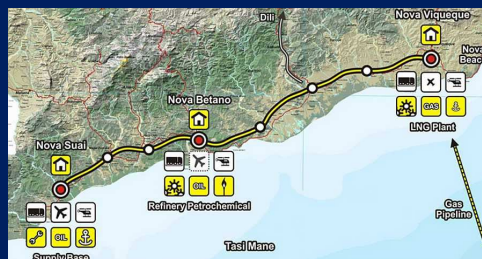 Dili
Nova Viqueque
Nova
Beach
Nova Betano
GAS
LNG Plant
Nova Suai
OIL
Refinery Petrochemical
Gas
Pipeline
OIL
Tasi Mane
Supply Base